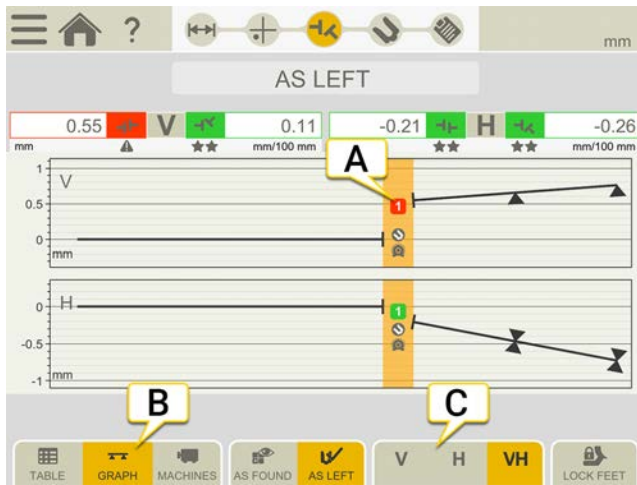 ?
mm
AS LEFT
0.55 V 0.11 -0.21 H -0.26
mm mm/100 mm mm/100 mm
A
1
V
0.5
1
0
mm
H
0
1
-0.5
-1
mm
B
C
TABLE GRAPH MACHINES AS FOUND AS LEFT V H VH LOCK FEET